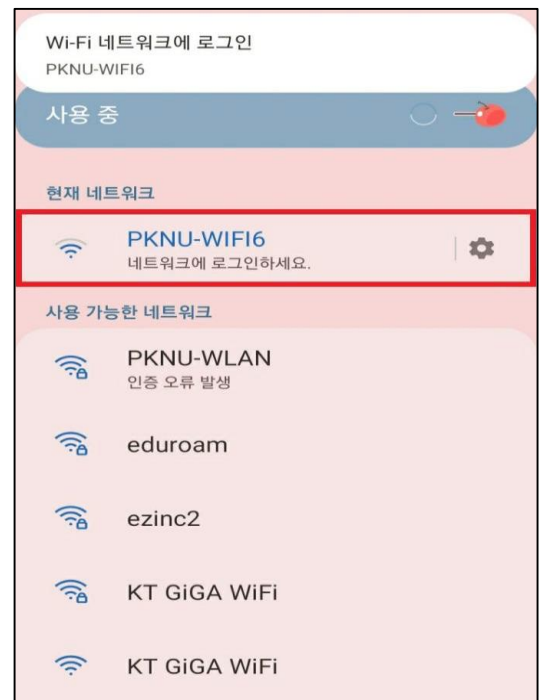 Wi-Fi 네트워크에 로그인
PKNU-WIFI6
사용 중
현재 네트워크
PKNU-WIFI6
네트워크에 로그인하세요.
사용 가능한 네트워크
PKNU-WLAN
인증 오류 발생
eduroam
ezinc2
KT GiGA WiFi
KT GiGA WiFi